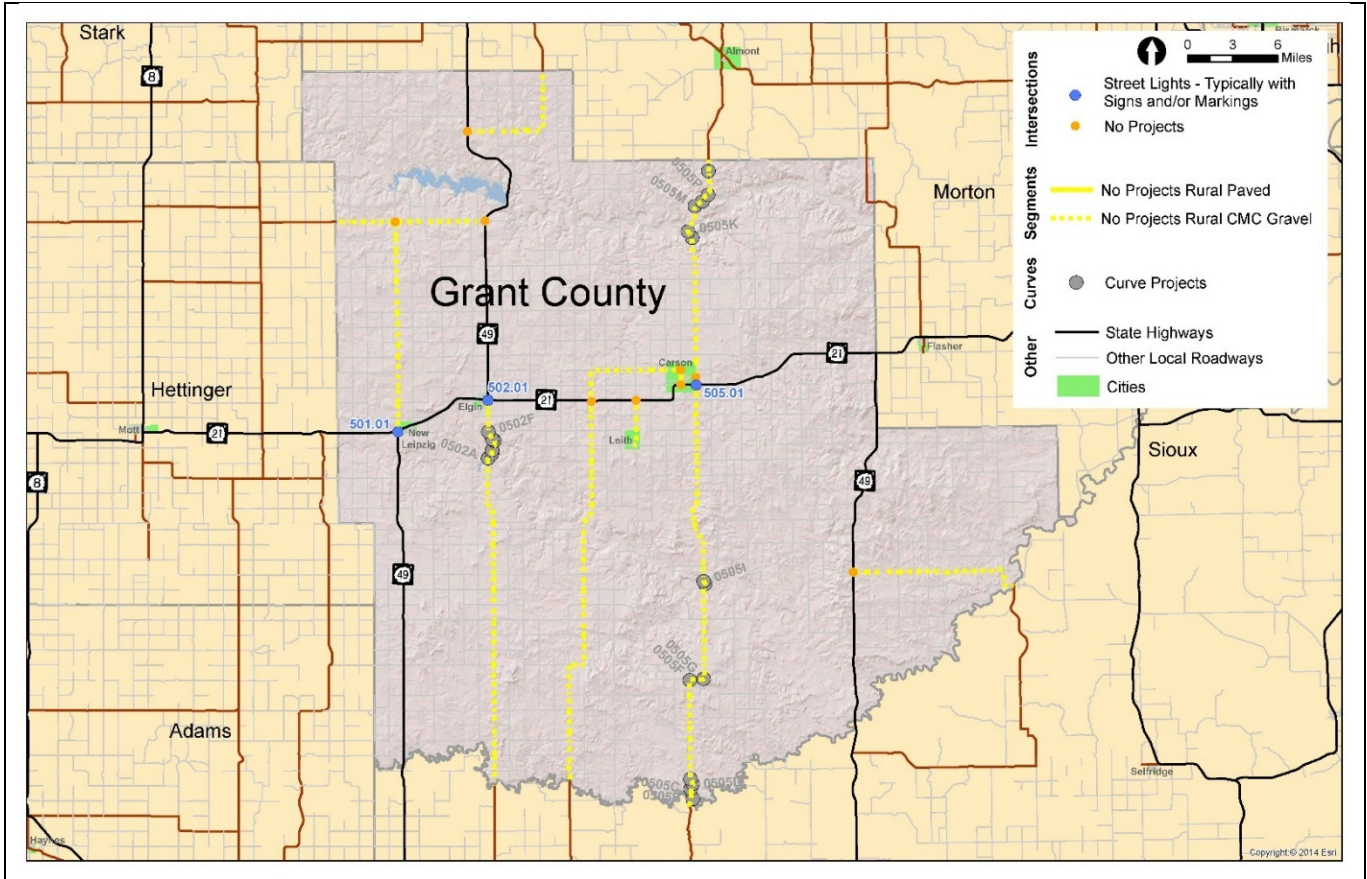 Stark
8
Almont
Bismarck
0 3 6
Miles
Intersections
Street Lights - Typically with
Signs and/or Markings
No Projects
Segments
No Projects Rural Paved
No Projects Rural CMC Gravel
Curves
Curve Projects
Other
State Highways
Other Local Roadways
Cities
0505P
0505M
0505K
Morton
Grant County
49
Carson
21
Flasher
Hettinger
502.01
Elgin
21
505.01
Mott
21
501.01
New
Leipzig
0502F
0502A
Leith
Sioux
8
49
49
0505I
0505G
0505F
Adams
0505C
0505D
Selfridge
Haynes
Copyright:© 2014 Esri